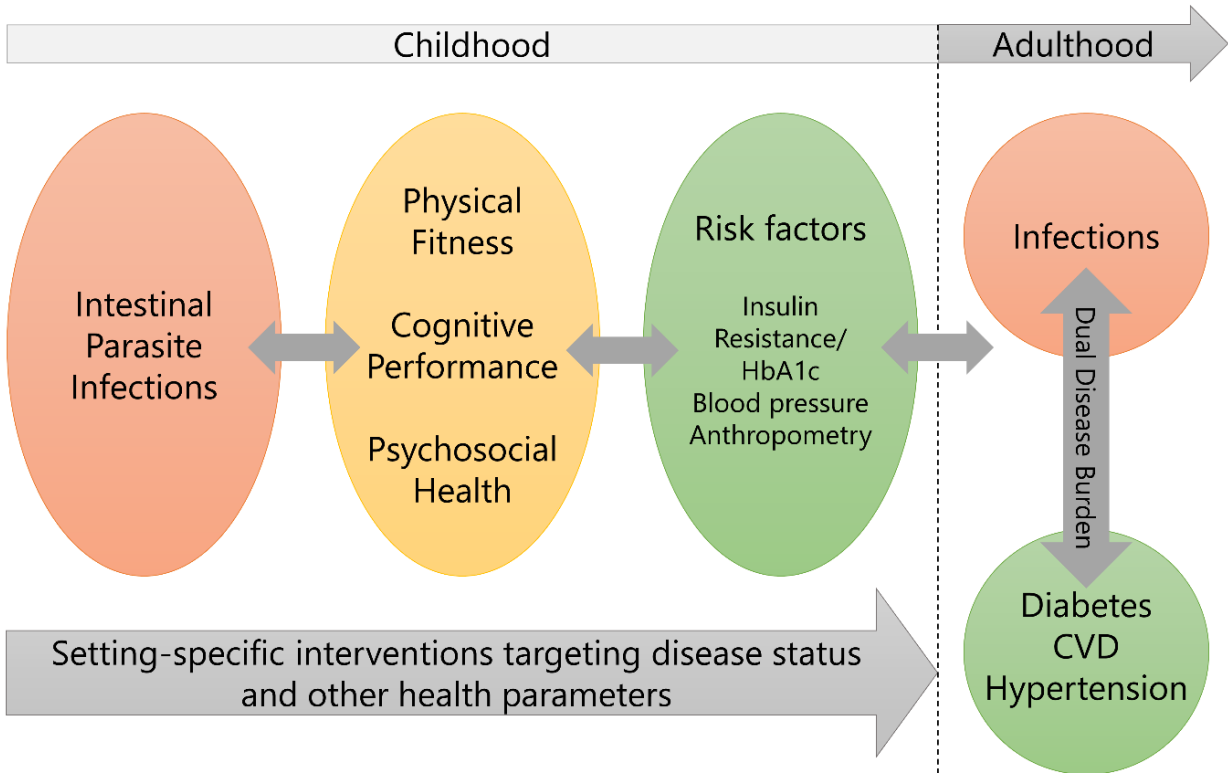 Childhood
Adulthood
Intestinal
Parasite
Infections
Physical
Fitness
Cognitive
Performance
Psychosocial
Health
Risk factors
Insulin
Resistance/
HbA1c
Blood pressure
Anthropometry
Infections
Dual Disease Burden
Diabetes
CVD
Hypertension
Setting-specific interventions targeting disease status
and other health parameters